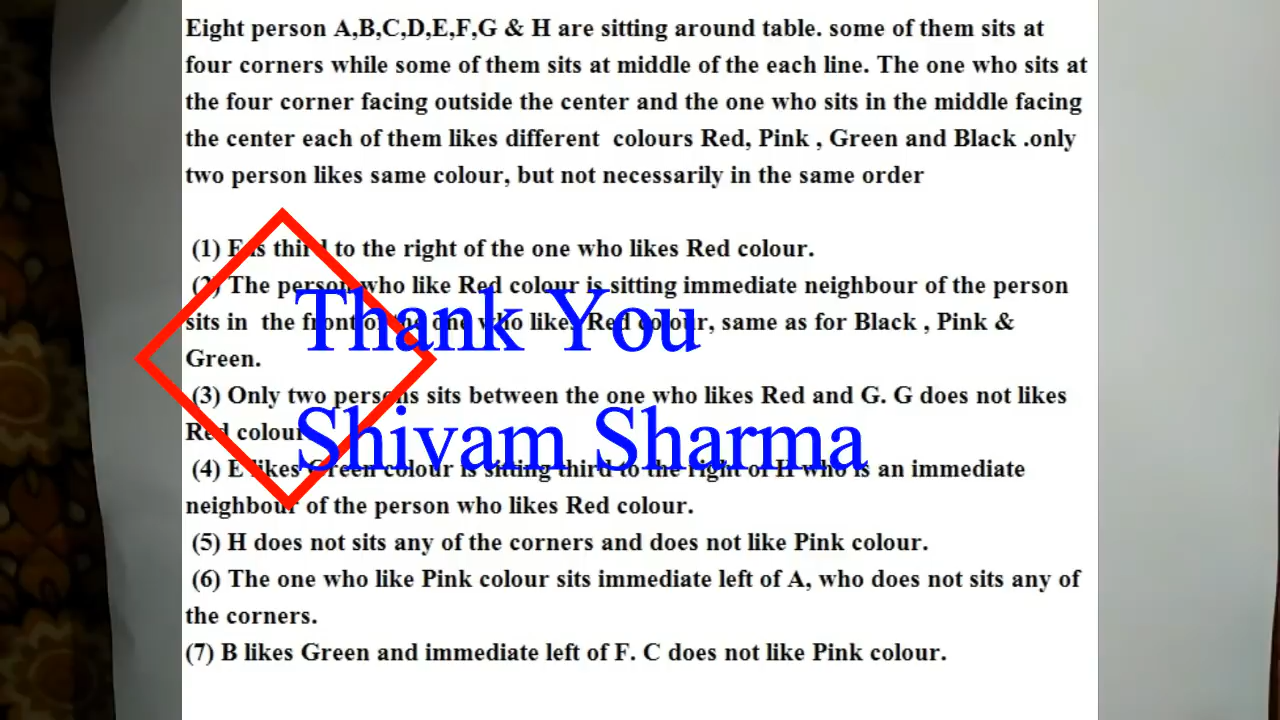 Eight person A,B,C,D,E,F,G & H are sitting around table. some of them sits at
four corners while some of them sits at middle of the each line. The one who sits at
the four corner facing outside the center and the one who sits in the middle facing
the center each of them likes different colours Red, Pink , Green and Black .only
two person likes same colour, but not necessarily in the same order
(1) E is third to the right of the one who likes Red colour.
(2) The person who like Red colour is sitting immediate neighbour of the person
Thank You
sits in the front of the one who likes Red colour, same as for Black , Pink &
Green.
(3) Only two persons sits between the one who likes Red and G. G does not likes
Red colour
Shivam Sharma
(4) E likes Green colour is sitting third to the right of H who is an immediate
neighbour of the person who likes Red colour.
(5) H does not sits any of the corners and does not like Pink colour.
(6) The one who like Pink colour sits immediate left of A, who does not sits any of
the corners.
(7) B likes Green and immediate left of F. C does not like Pink colour.